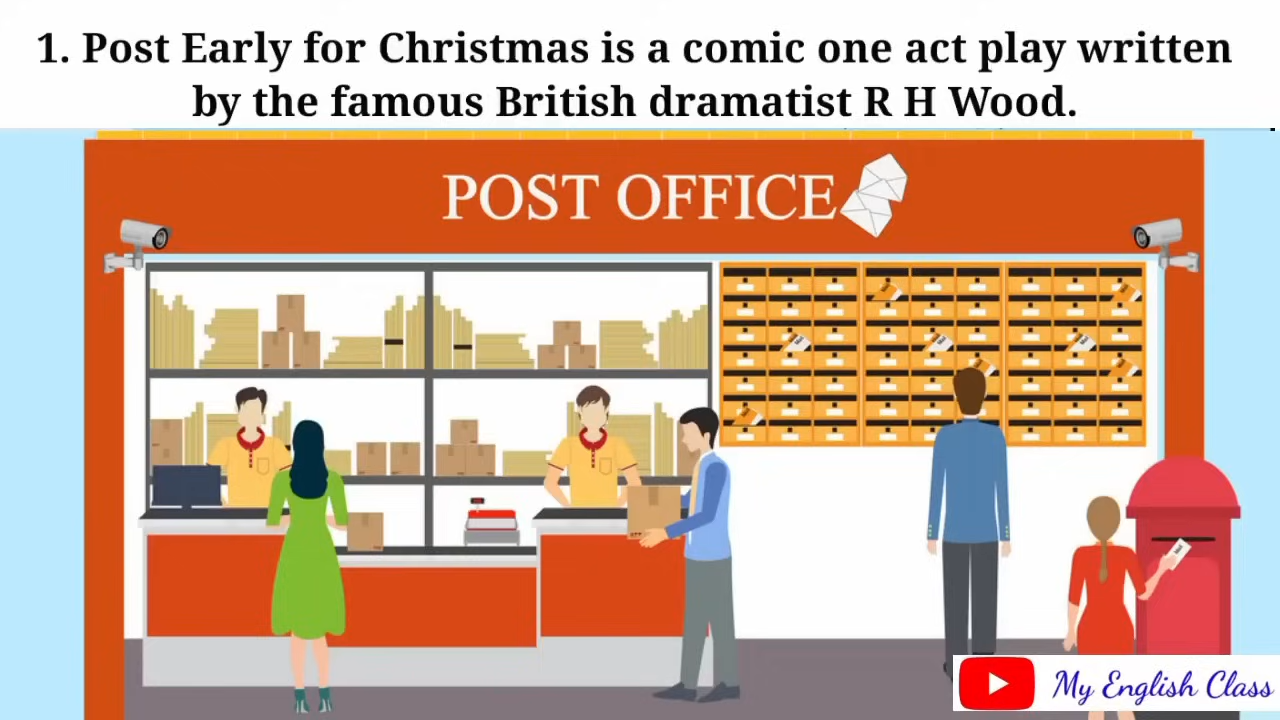 1. Post Early for Christmas is a comic one act play written
by the famous British dramatist R H Wood.
POST OFFICE
My English Class